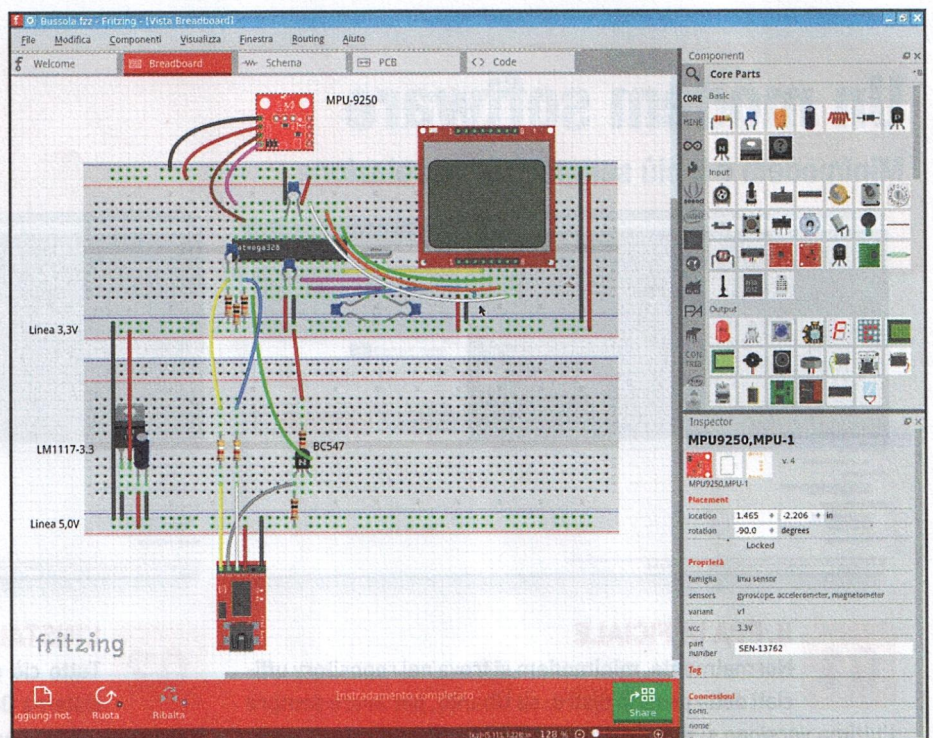 Bussola.fzz - Fritzing - [Vista Breadboard]
File Modifica Componenti Visualizza Finestra Routing Aiuto
Welcome Breadboard Schema PCB Code
MPU-9250
atmega328
Linea 3,3V
LM1117-3.3
BC547
Linea 5,0V
fritzing
Aggiungi not. Ruota Ribalta
Instradamento completato
Share
128 %
Componenti
Core Parts
CORE
MINE
Basic
Input
Output
Inspector
MPU9250,MPU-1
v. 4
MPU9250,MPU-1
Placement
location 1.465 -2.206 in
rotation -90.0 degrees
Locked
Proprietà
famiglia imu sensor
sensors gyroscope, accelerometer, magnetometer
variant v1
vcc 3.3V
part number SEN-13762
Tag
Connessioni
conn.
nome